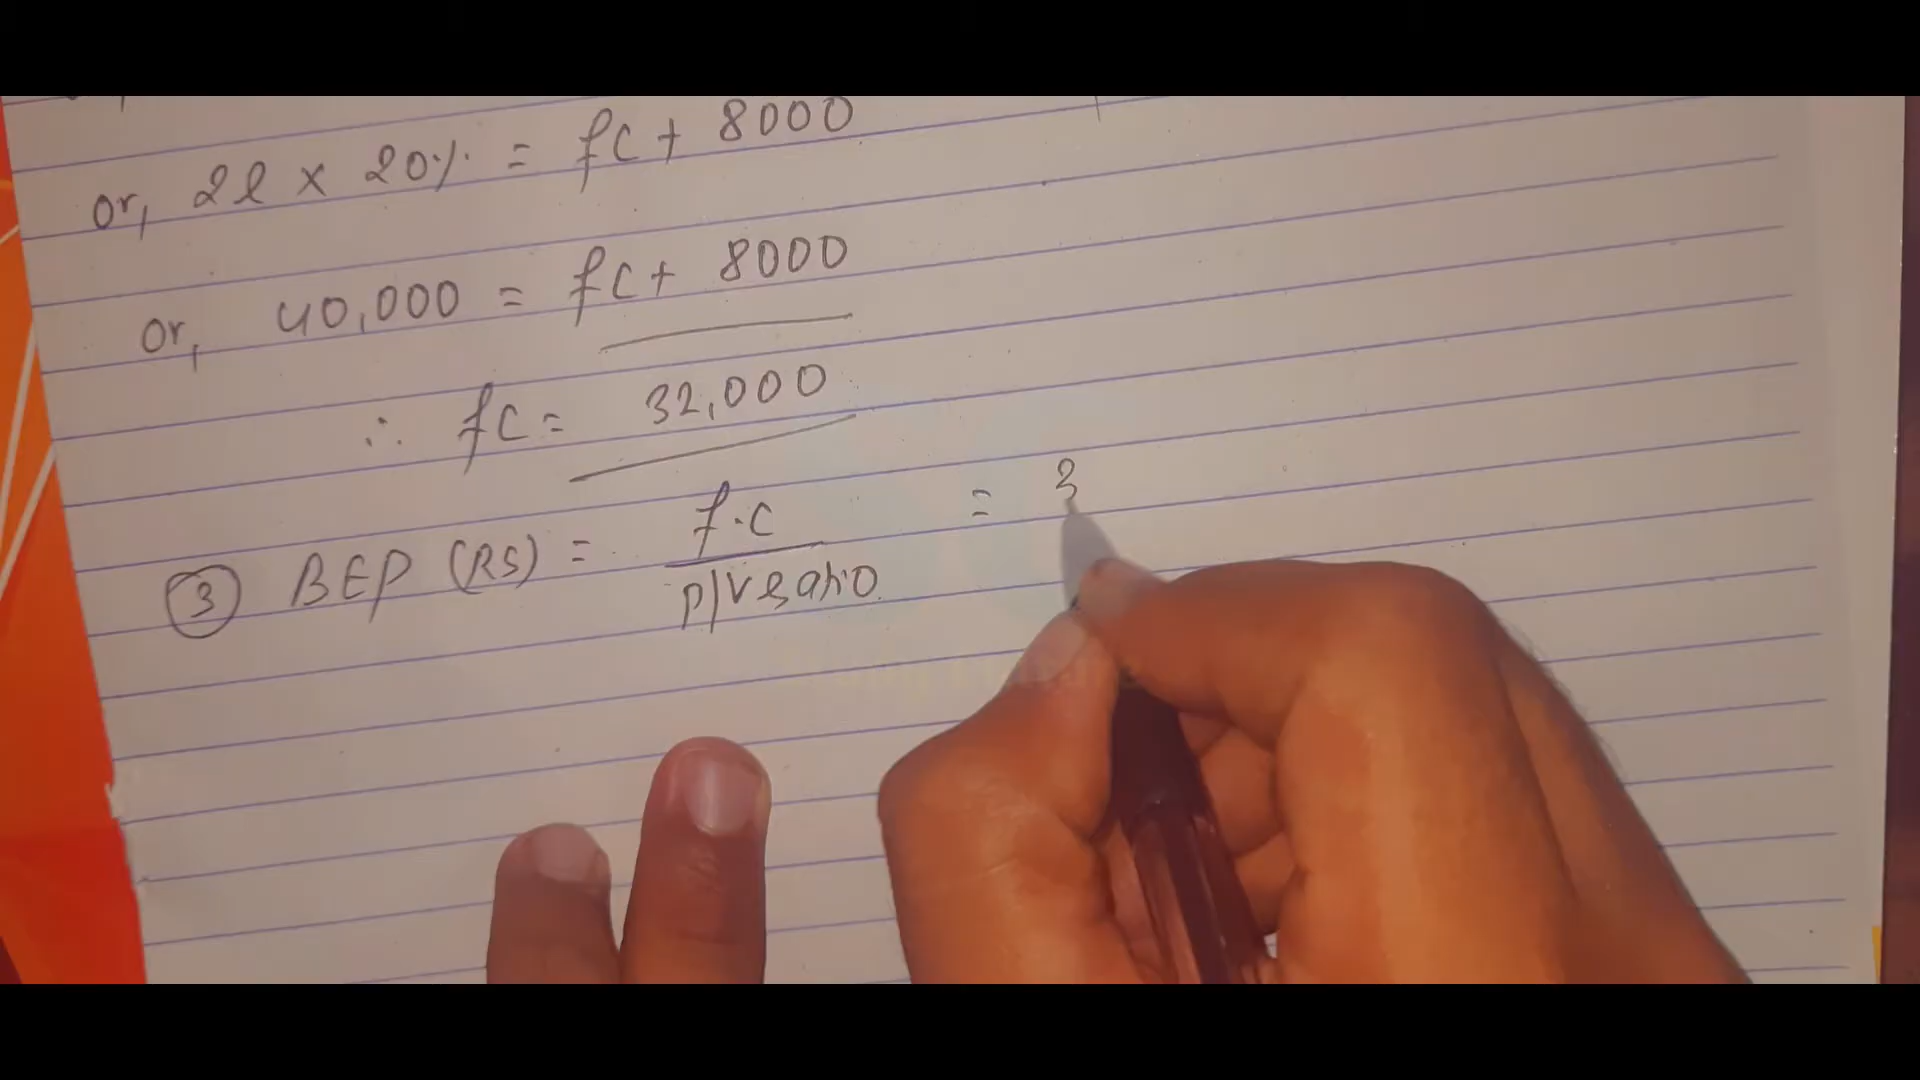 or, 2l x 20% = fc + 8000
or, 40,000 = fc + 8000
∴ fc = 32,000
③ BEP (RS) = f.c / p/v ratio = 3